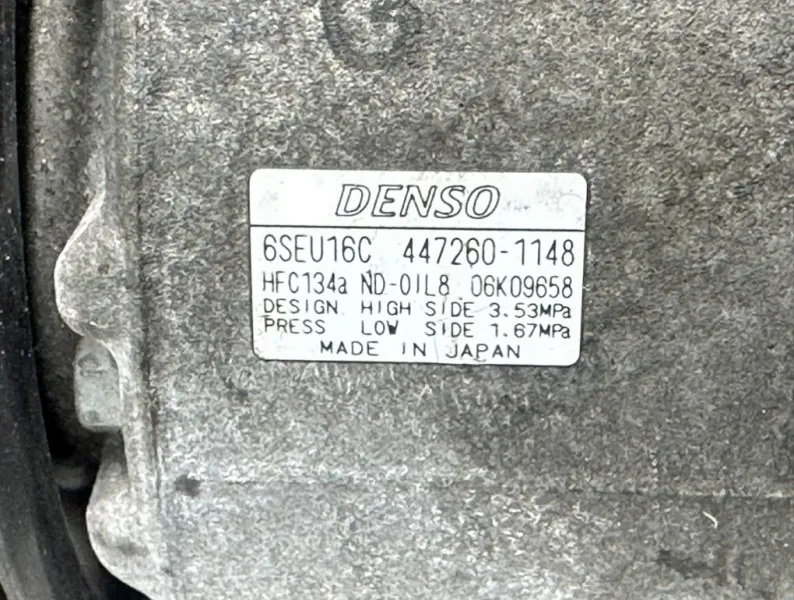 DENSO
6SEU16C 447260-1148
HFC134a ND-OIL8 06K09658
DESIGN HIGH SIDE 3.53MPa
PRESS LOW SIDE 1.67MPa
MADE IN JAPAN